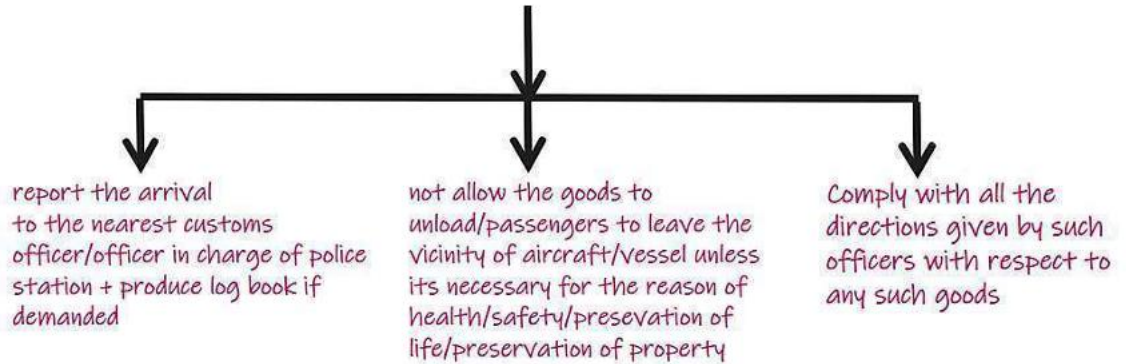 report the arrival
to the nearest customs
officer/officer in charge of police
station + produce log book if
demanded
not allow the goods to
unload/passengers to leave the
vicinity of aircraft/vessel unless
its necessary for the reason of
health/safety/presevation of
life/preservation of property
Comply with all the
directions given by such
officers with respect to
any such goods